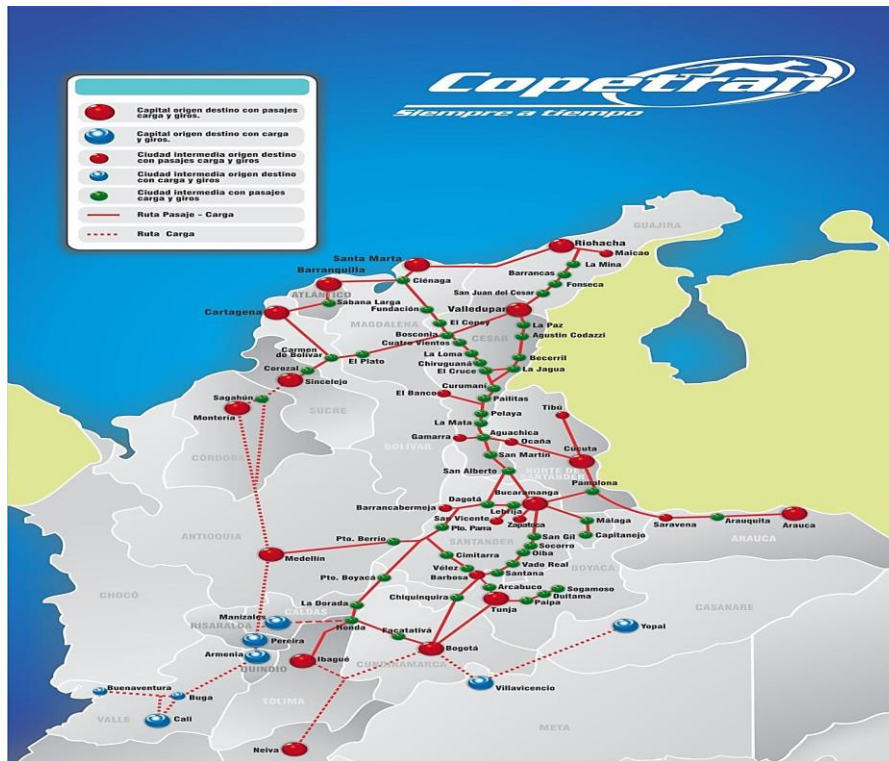 Copetran
Siempre a tiempo
Capital origen destino con pasajes
carga y giros.
Capital origen destino con carga
y giros.
Ciudad intermedia origen destino
con pasajes carga y giros
Ciudad intermedia origen destino
con carga y giros
Ciudad intermedia con pasajes
carga y giros
Ruta Pasaje - Carga
Ruta Carga
GUAJIRA
Riohacha
Maicao
Santa Marta
La Mina
Barranquilla
Barrancas
Ciénaga
Fonseca
ATLÁNTICO
San Juan del Cesar
Sabana Larga
Cartagena
Fundación
Valledupar
MAGDALENA
El Copey
La Paz
Bosconia
CESAR
Agustin Codazzi
Cuatro Vientos
Carmen
de Bolívar
El Plato
La Loma
Becerril
Chiruguaná
El Cruce
La Jagua
Corozal
Sincelejo
Curumaní
El Banco
Pailitas
Sagahún
Montería
SUCRE
Pelaya
Tibú
La Mata
Aguachica
Gamarra
Ocaña
BOLIVAR
San Martín
Cúcuta
CÓRDOBA
San Alberto
NORTE DE
SANTANDER
Pamplona
Dagotá
Bucaramanga
Barrancabermeja
Lebrija
San Vicente
Zapatoca
Málaga
Saravena
Arauquita
Arauca
Pto. Parra
Capitanejo
ARAUCA
ANTIOQUIA
Pto. Berrío
SANTANDER
San Gil
Socorro
Medellín
Cimitarra
Oiba
Vado Real
BOYACA
Vélez
Barbosa
Santana
Pto. Boyacá
Arcabuco
Sogamoso
Duitama
CHOCÓ
Chiquinquira
Paipa
CASANARE
La Dorada
Tunja
Manizales
CALDAS
RISARALDA
Honda
Facatativá
Yopal
Pereira
Armenia
Ibagué
Bogotá
QUINDIO
CUNDINAMARCA
Buenaventura
Villavicencio
Buga
TOLIMA
VALLE
Cali
META
Neiva